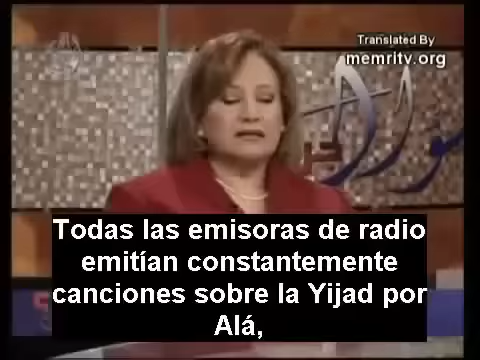 Translated By
memritv.org
Todas las emisoras de radio
emitían constantemente
canciones sobre la Yijad por
Alá,